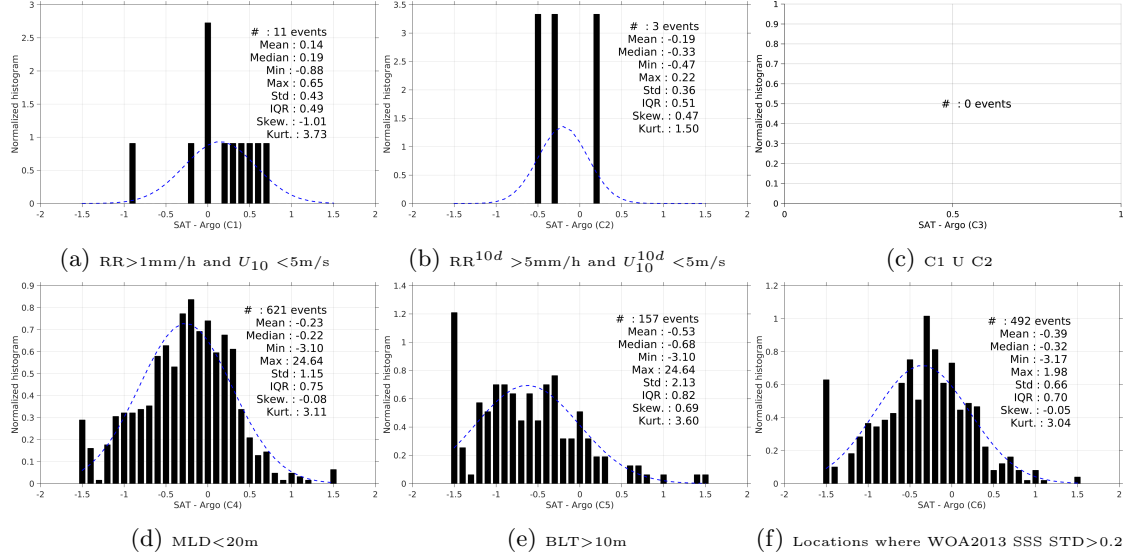 3
2.5
2
1.5
1
0.5
0
Normalized histogram
# : 11 events
Mean : 0.14
Median : 0.19
Min : -0.88
Max : 0.65
Std : 0.43
IQR : 0.49
Skew. : -1.01
Kurt. : 3.73
-2 -1.5 -1 -0.5 0 0.5 1 1.5 2
SAT - Argo (C1)
(a) RR>1mm/h and U10 <5m/s
3.5
3
2.5
2
1.5
1
0.5
0
Normalized histogram
# : 3 events
Mean : -0.19
Median : -0.33
Min : -0.47
Max : 0.22
Std : 0.36
IQR : 0.51
Skew. : 0.47
Kurt. : 1.50
-2 -1.5 -1 -0.5 0 0.5 1 1.5 2
SAT - Argo (C2)
(b) RR^10d >5mm/h and U10^10d <5m/s
1
0.9
0.8
0.7
0.6
0.5
0.4
0.3
0.2
0.1
0
Normalized histogram
# : 0 events
0 0.5 1
SAT - Argo (C3)
(c) C1 U C2
0.9
0.8
0.7
0.6
0.5
0.4
0.3
0.2
0.1
0
Normalized histogram
# : 621 events
Mean : -0.23
Median : -0.22
Min : -3.10
Max : 24.64
Std : 1.15
IQR : 0.75
Skew. : -0.08
Kurt. : 3.11
-2 -1.5 -1 -0.5 0 0.5 1 1.5 2
SAT - Argo (C4)
(d) MLD<20m
1.4
1.2
1
0.8
0.6
0.4
0.2
0
Normalized histogram
# : 157 events
Mean : -0.53
Median : -0.68
Min : -3.10
Max : 24.64
Std : 2.13
IQR : 0.82
Skew. : 0.69
Kurt. : 3.60
-2 -1.5 -1 -0.5 0 0.5 1 1.5 2
SAT - Argo (C5)
(e) BLT>10m
1.2
1
0.8
0.6
0.4
0.2
0
Normalized histogram
# : 492 events
Mean : -0.39
Median : -0.32
Min : -3.17
Max : 1.98
Std : 0.66
IQR : 0.70
Skew. : -0.05
Kurt. : 3.04
-2 -1.5 -1 -0.5 0 0.5 1 1.5 2
SAT - Argo (C6)
(f) Locations where WOA2013 SSS STD>0.2